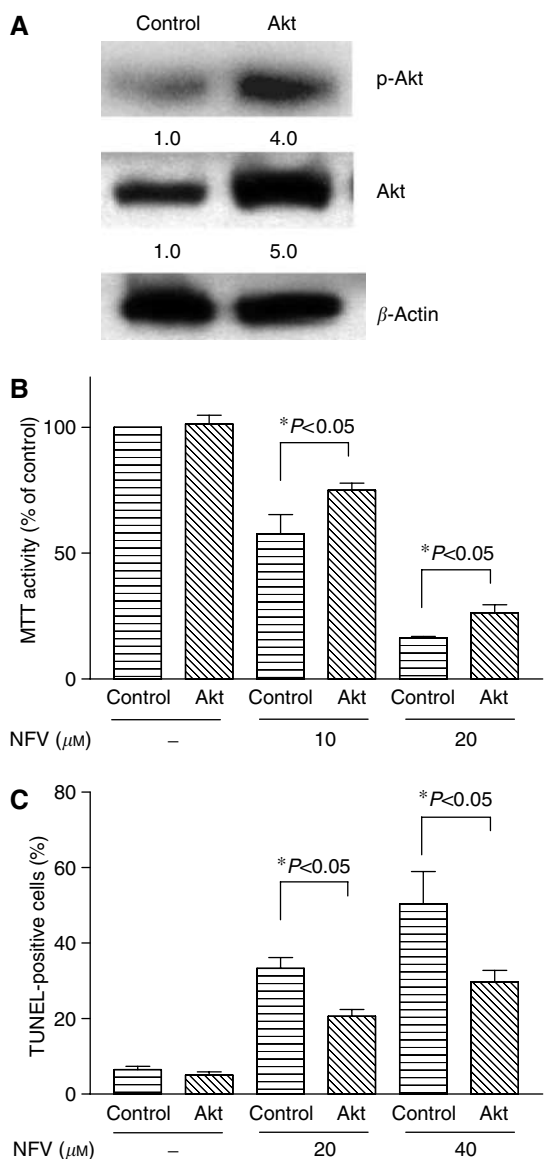 A
Control Akt
p-Akt
1.0 4.0
Akt
1.0 5.0
β-Actin
B
MTT activity (% of control)
100
50
0
*P<0.05
*P<0.05
Control Akt Control Akt Control Akt
NFV (μM) – 10 20
C
TUNEL-positive cells (%)
80
60
40
20
0
*P<0.05
*P<0.05
Control Akt Control Akt Control Akt
NFV (μM) – 20 40